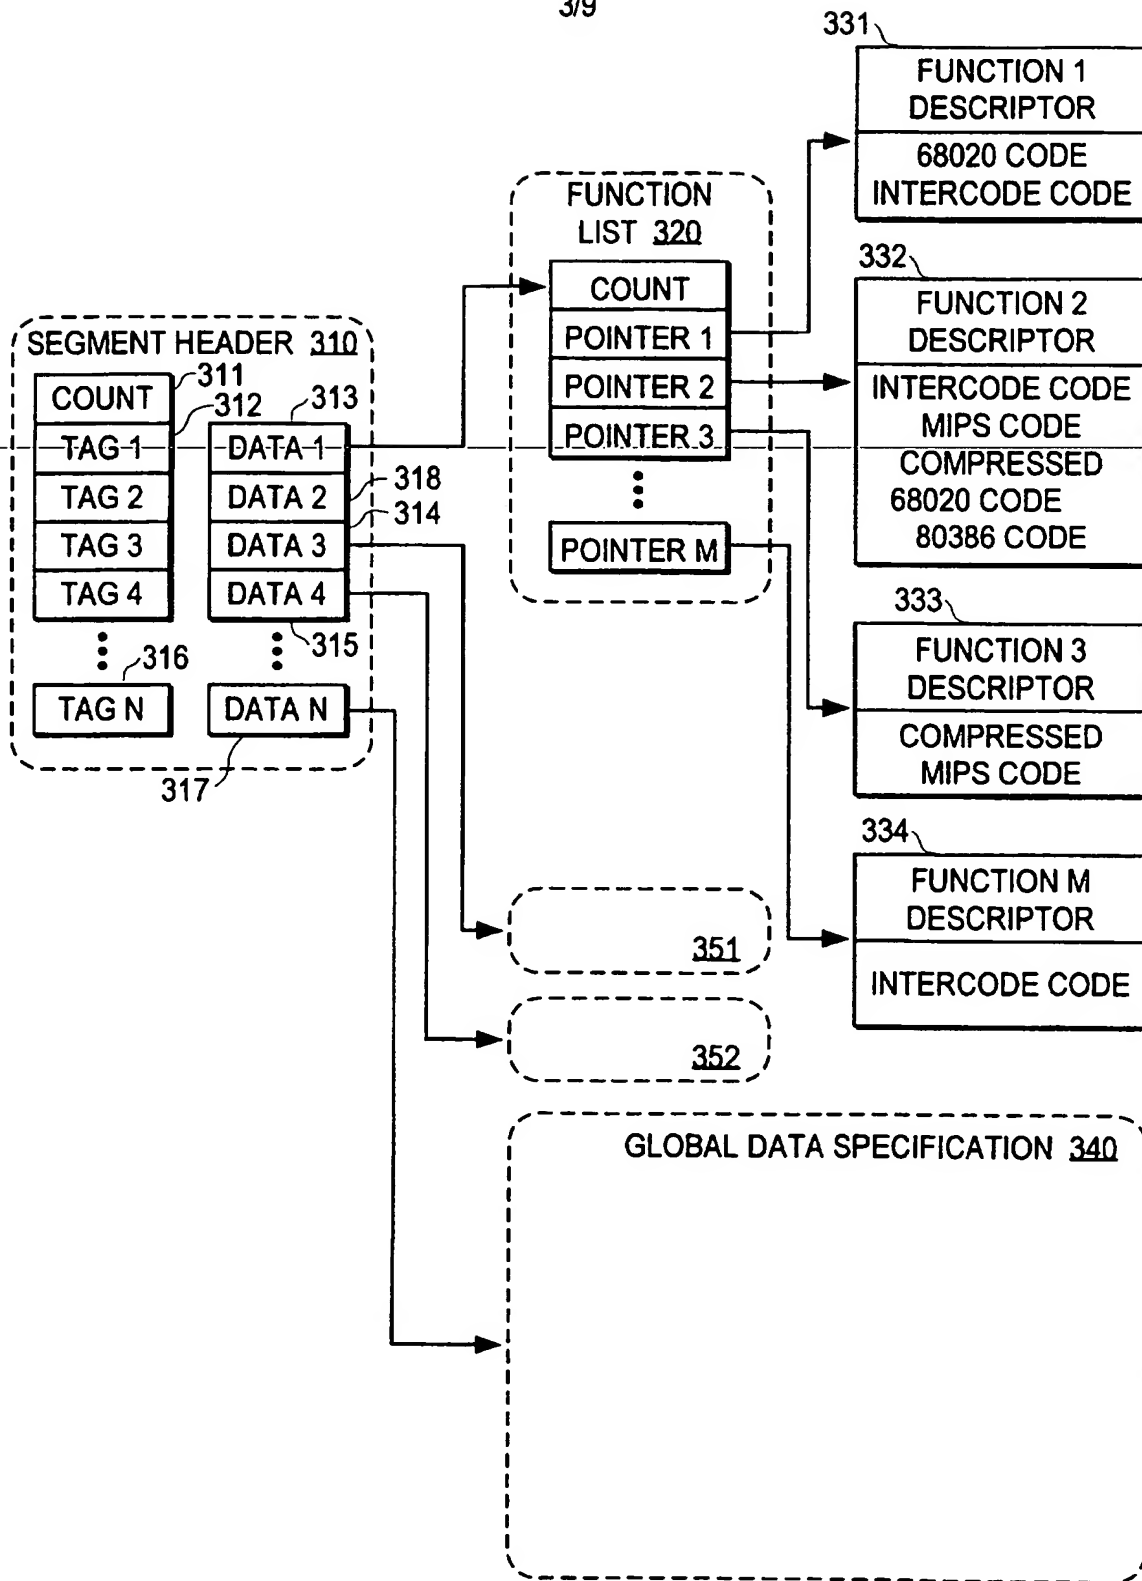 3/9
331
FUNCTION 1
DESCRIPTOR
68020 CODE
INTERCODE CODE
FUNCTION
LIST 320
COUNT
POINTER 1
POINTER 2
POINTER 3
POINTER M
332
FUNCTION 2
DESCRIPTOR
INTERCODE CODE
MIPS CODE
COMPRESSED
68020 CODE
80386 CODE
SEGMENT HEADER 310
311
COUNT
312
313
TAG 1
DATA 1
TAG 2
DATA 2
318
314
TAG 3
DATA 3
TAG 4
DATA 4
315
316
TAG N
DATA N
317
333
FUNCTION 3
DESCRIPTOR
COMPRESSED
MIPS CODE
334
FUNCTION M
DESCRIPTOR
INTERCODE CODE
351
352
GLOBAL DATA SPECIFICATION 340